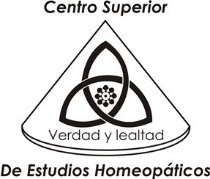 Centro Superior
Verdad y lealtad
De Estudios Homeopáticos